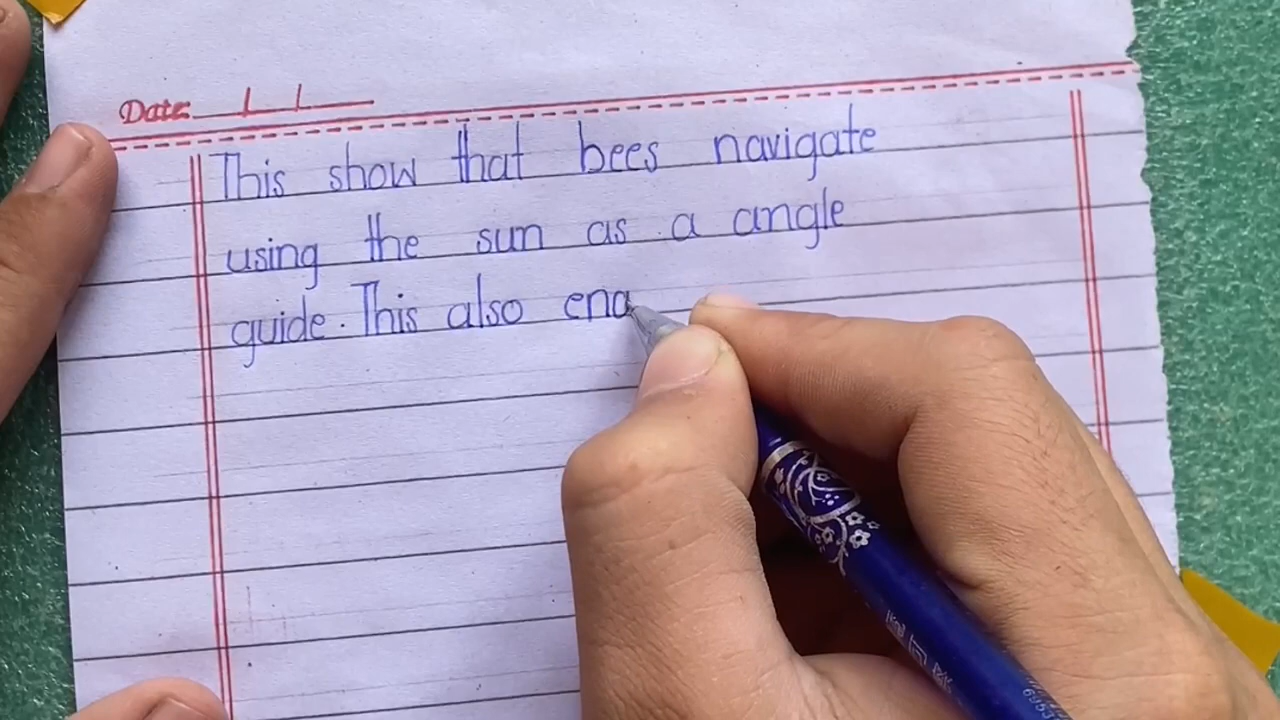 Date
This show that bees navigate
using the sun as a angle
guide. This also ena